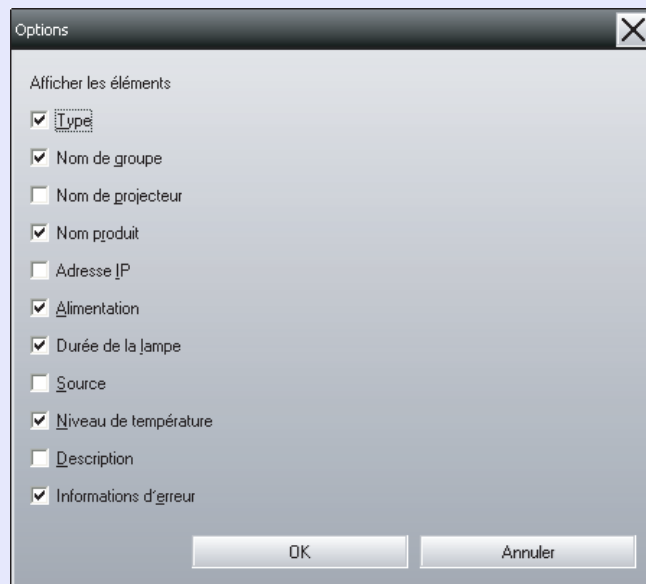 Options
Afficher les éléments
Type
Nom de groupe
Nom de projecteur
Nom produit
Adresse IP
Alimentation
Durée de la lampe
Source
Niveau de température
Description
Informations d'erreur
OK Annuler